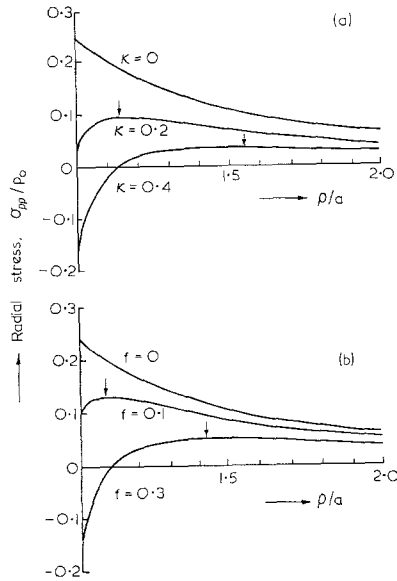 0·3
(a)
0·2
K = 0
0·1
K = 0·2
0
1·5
2·0
K = 0·4
ρ/a
−0·1
−0·2
Radial stress, σρρ/p₀
0·3
f = 0
(b)
0·2
0·1
f = 0·1
0
1·5
2·0
f = 0·3
ρ/a
−0·1
−0·2